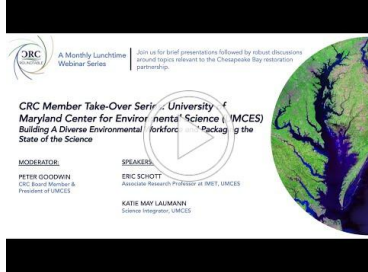 CRC
ROUNDTABLE
A Monthly Lunchtime
Webinar Series
Join us for brief presentations followed by robust discussions
around topics relevant to the Chesapeake Bay restoration
partnership.
CRC Member Take-Over Series: University of
Maryland Center for Environmental Science (UMCES)
Building A Diverse Environmental Workforce and Packaging the
State of the Science
MODERATOR:
PETER GOODWIN
CRC Board Member &
President of UMCES
SPEAKERS:
ERIC SCHOTT
Associate Research Professor at IMET, UMCES
KATIE MAY LAUMANN
Science Integrator, UMCES